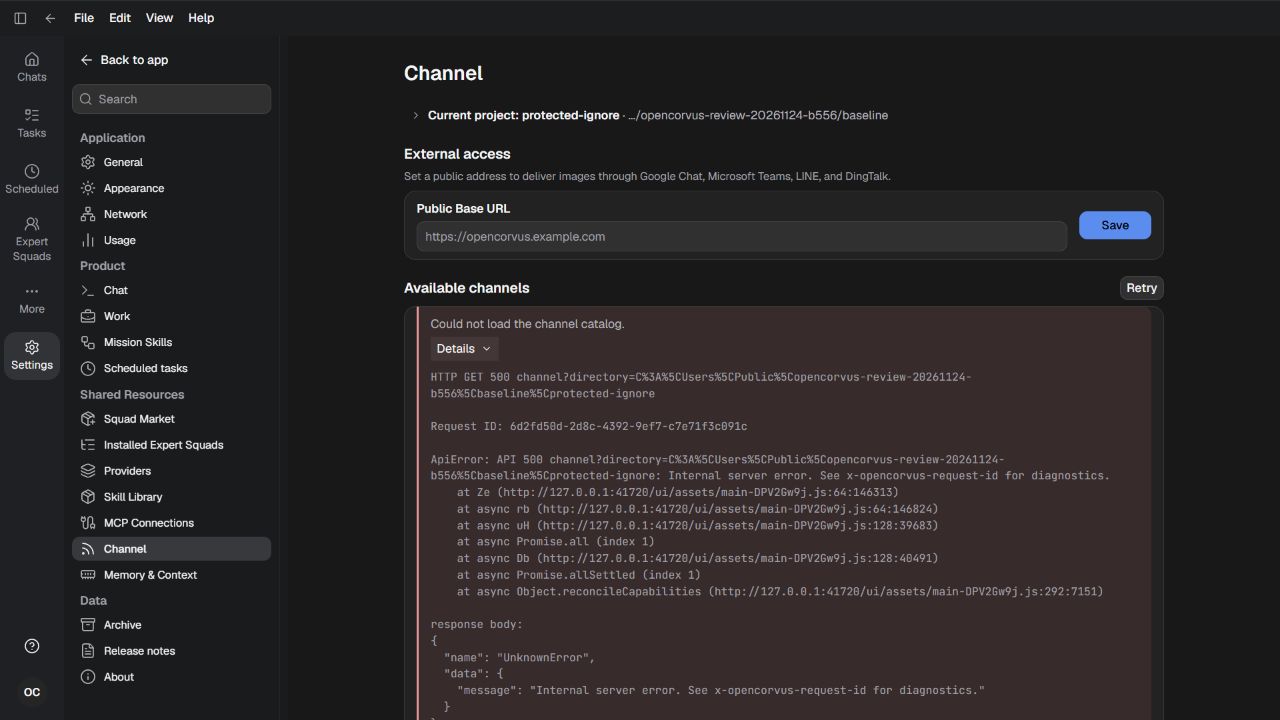 File Edit View Help
Chats
Tasks
Scheduled
Expert
Squads
More
Settings
OC
Back to app
Search
Application
General
Appearance
Network
Usage
Product
Chat
Work
Mission Skills
Scheduled tasks
Shared Resources
Squad Market
Installed Expert Squads
Providers
Skill Library
MCP Connections
Channel
Memory & Context
Data
Archive
Release notes
About
Channel
Current project: protected-ignore · .../opencorvus-review-20261124-b556/baseline
External access
Set a public address to deliver images through Google Chat, Microsoft Teams, LINE, and DingTalk.
Public Base URL
https://opencorvus.example.com
Save
Available channels
Retry
Could not load the channel catalog.
Details
HTTP GET 500 channel?directory=C%3A%5CUsers%5CPublic%5Copencorvus-review-20261124-
b556%5Cbaseline%5Cprotected-ignore
Request ID: 6d2fd50d-2d8c-4392-9ef7-c7e71f3c091c
ApiError: API 500 channel?directory=C%3A%5CUsers%5CPublic%5Copencorvus-review-20261124-
b556%5Cbaseline%5Cprotected-ignore: Internal server error. See x-opencorvus-request-id for diagnostics.
at Ze (http://127.0.0.1:41720/ui/assets/main-DPV2Gw9j.js:64:146313)
at async rb (http://127.0.0.1:41720/ui/assets/main-DPV2Gw9j.js:64:146824)
at async uH (http://127.0.0.1:41720/ui/assets/main-DPV2Gw9j.js:128:39683)
at async Promise.all (index 1)
at async Db (http://127.0.0.1:41720/ui/assets/main-DPV2Gw9j.js:128:40491)
at async Promise.allSettled (index 1)
at async Object.reconcileCapabilities (http://127.0.0.1:41720/ui/assets/main-DPV2Gw9j.js:292:7151)
response body:
{
"name": "UnknownError",
"data": {
"message": "Internal server error. See x-opencorvus-request-id for diagnostics."
}